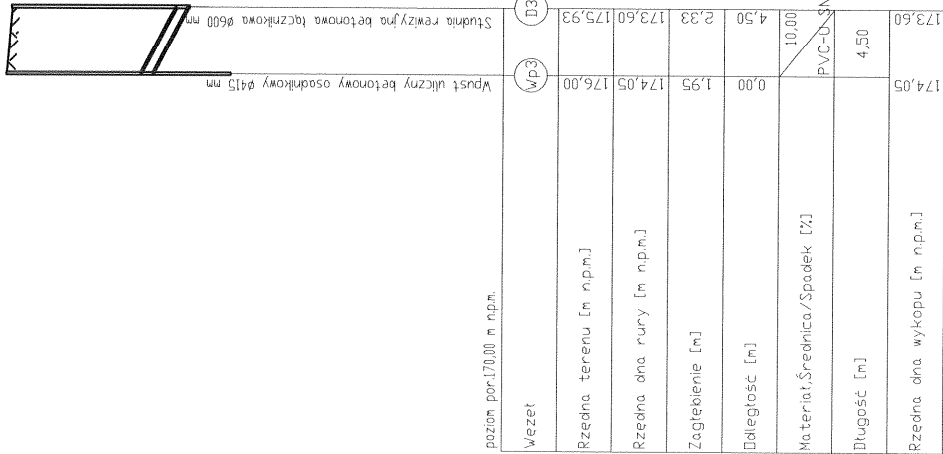 Studnia rewizyjna betonowa łącznikowa Ø600 mm
Wpust uliczny betonowy osadnikowy Ø415 mm
poziom por.170,00 m n.p.m.
Węzeł Wp3 D3
Rzędna terenu [m n.p.m.] 176,00 175,93
Rzędna dna rury [m n.p.m.] 174,05 173,60
Zagłębienie [m] 1,95 2,33
Odległość [m] 0,00 4,50
Materiał,Średnica/Spadek [%] PVC-U 10,00
Długość [m] 4,50
Rzędna dna wykopu [m n.p.m.] 174,05 173,60